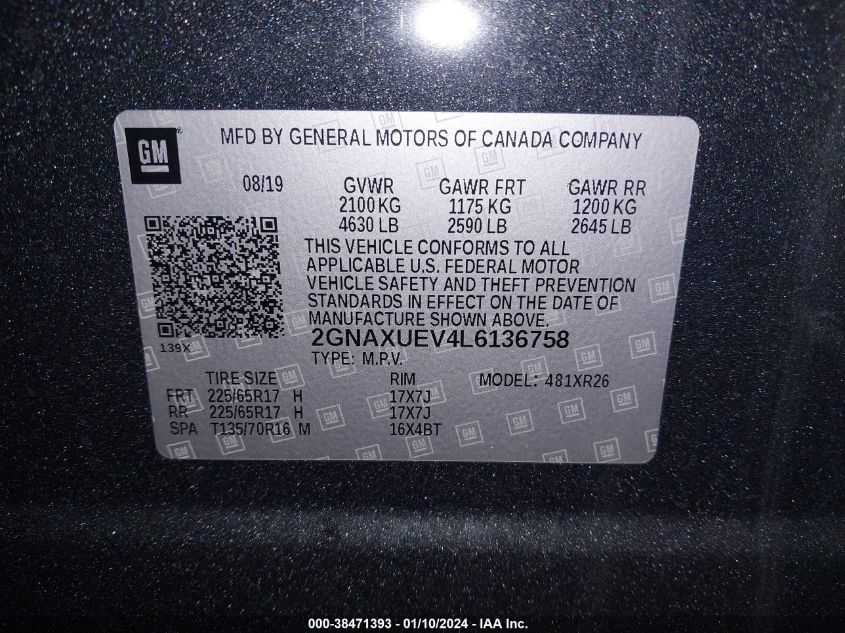 GM®
MFD BY GENERAL MOTORS OF CANADA COMPANY
08/19 GVWR GAWR FRT GAWR RR
2100 KG 1175 KG 1200 KG
4630 LB 2590 LB 2645 LB
THIS VEHICLE CONFORMS TO ALL
APPLICABLE U.S. FEDERAL MOTOR
VEHICLE SAFETY AND THEFT PREVENTION
STANDARDS IN EFFECT ON THE DATE OF
MANUFACTURE SHOWN ABOVE.
139X
2GNAXUEV4L6136758
TYPE: M.P.V.
TIRE SIZE RIM MODEL: 481XR26
FRT 225/65R17 H 17X7J
RR 225/65R17 H 17X7J
SPA T135/70R16 M 16X4BT
000-38471393 - 01/10/2024 - IAA Inc.